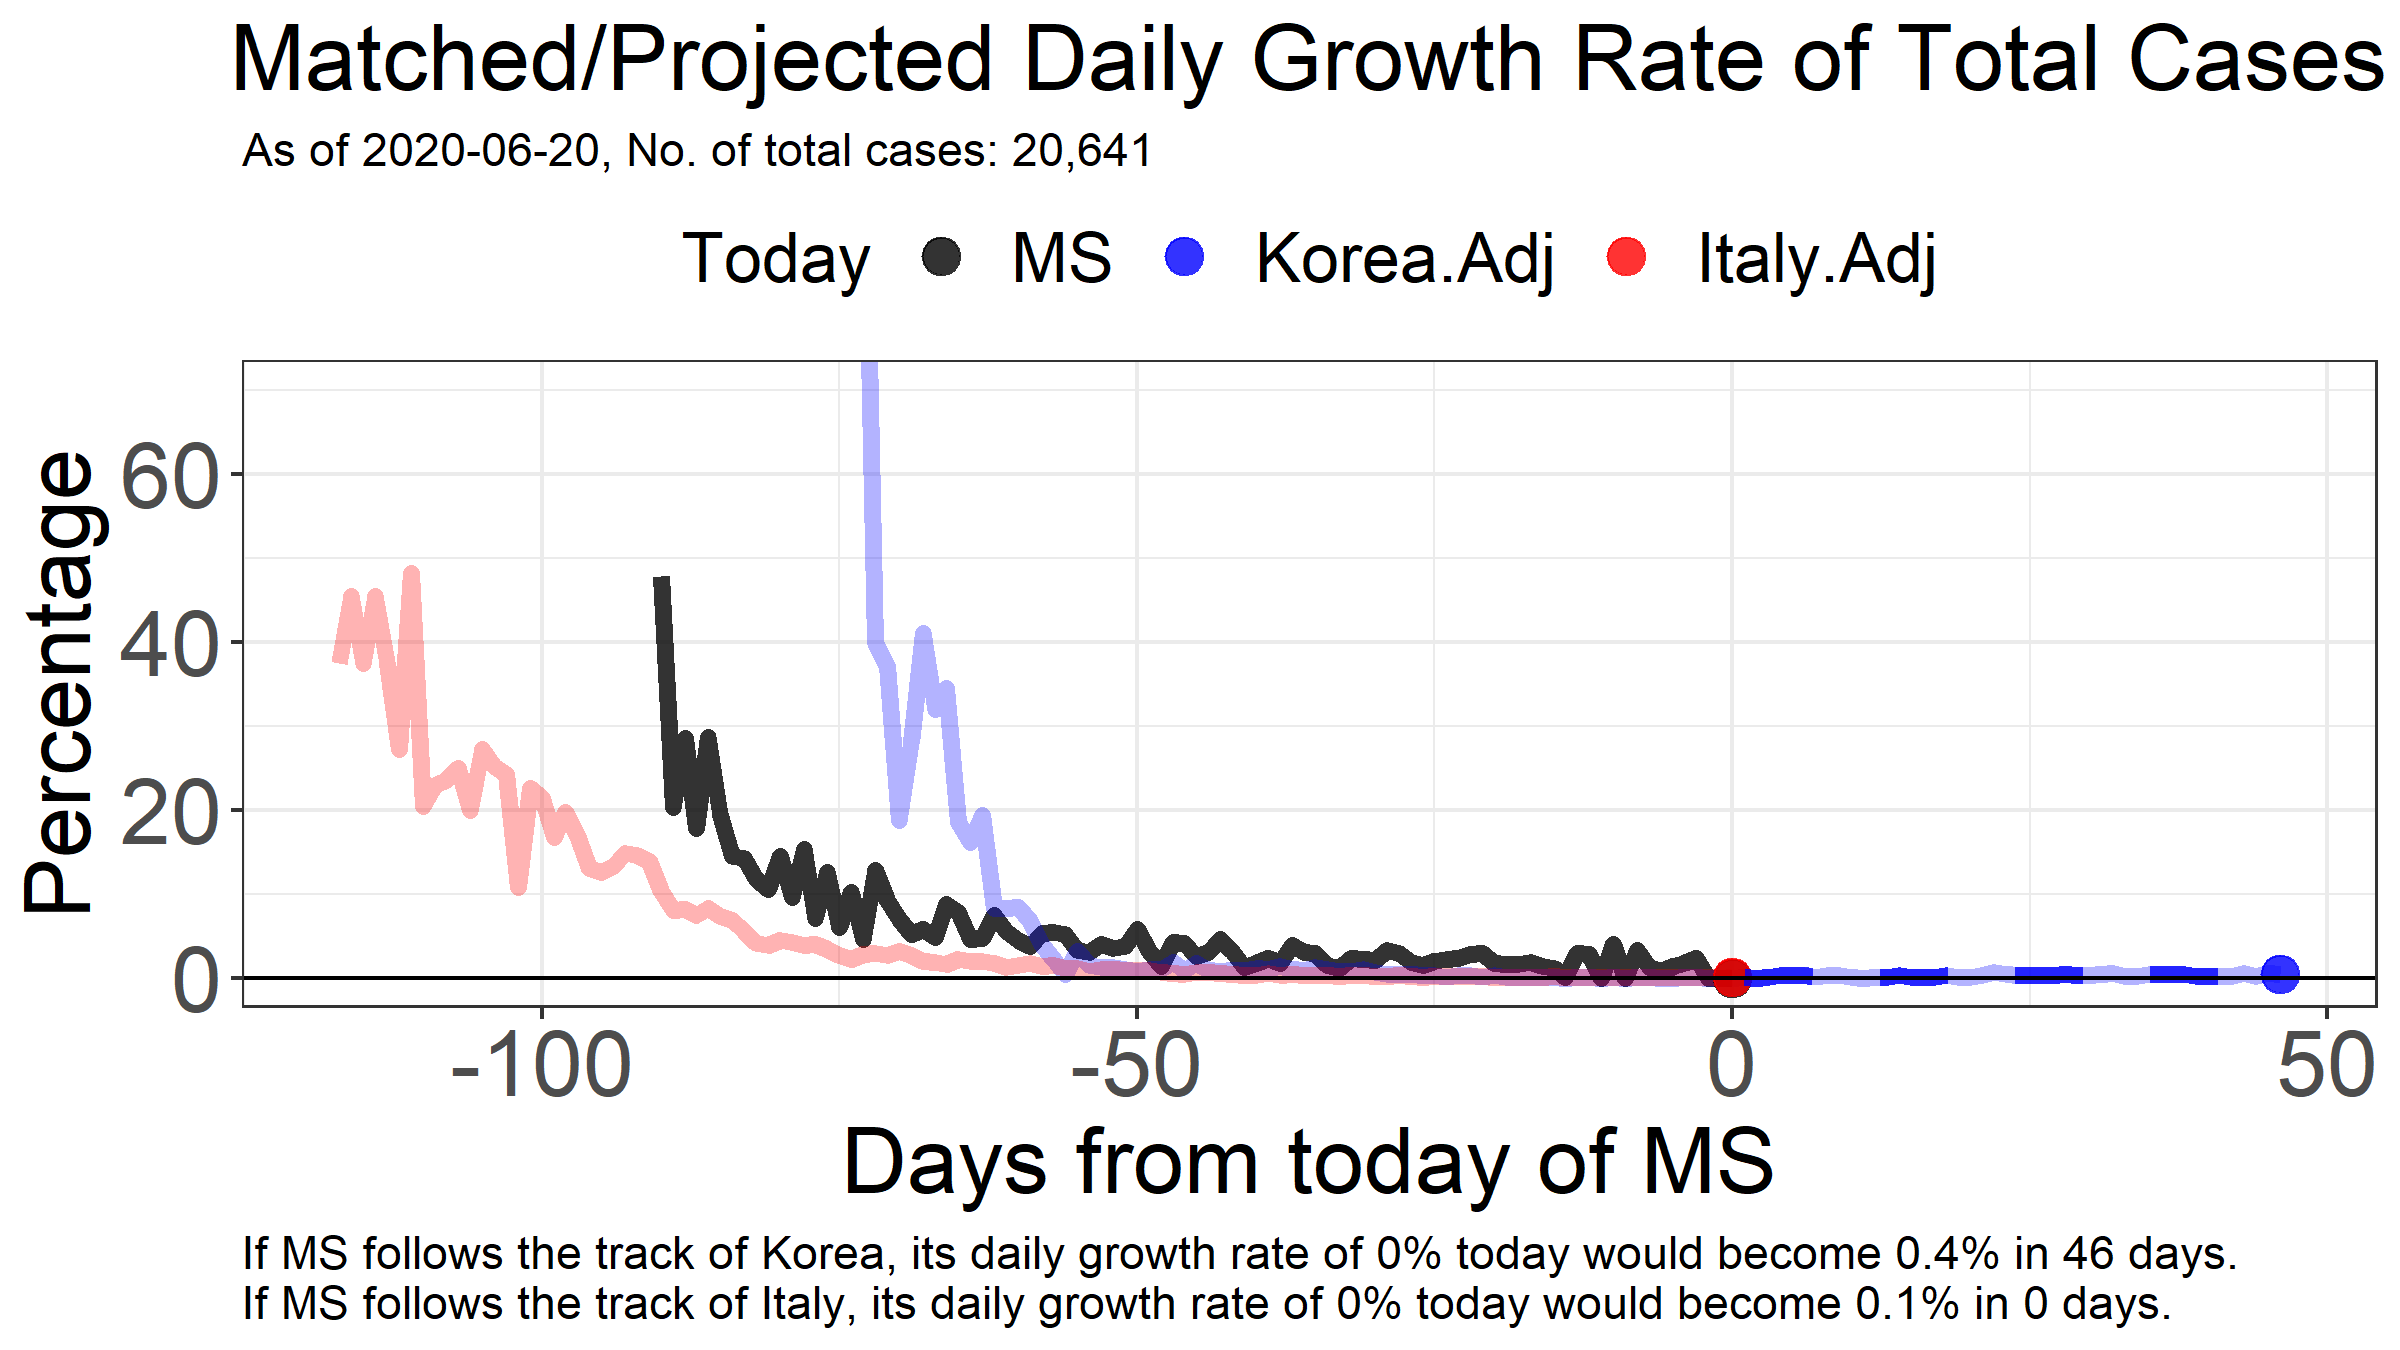 Matched/Projected Daily Growth Rate of Total Cases
As of 2020-06-20, No. of total cases: 20,641
Today MS Korea.Adj Italy.Adj
Percentage
60
40
20
0
-100 -50 0 50
Days from today of MS
If MS follows the track of Korea, its daily growth rate of 0% today would become 0.4% in 46 days.
If MS follows the track of Italy, its daily growth rate of 0% today would become 0.1% in 0 days.